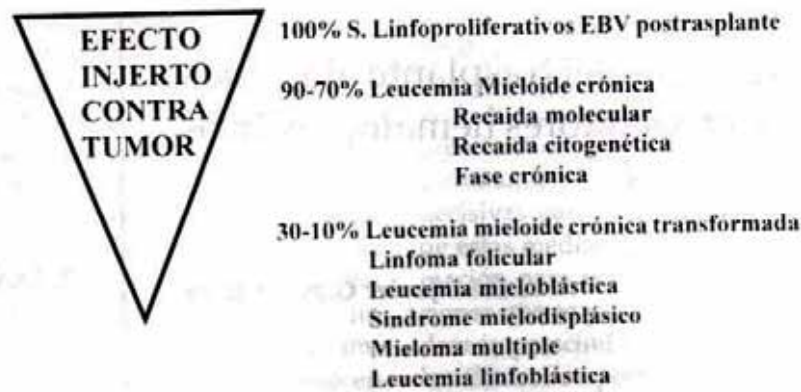 EFECTO
INJERTO
CONTRA
TUMOR
100% S. Linfoproliferativos EBV postrasplante
90-70% Leucemia Mieloide crónica
Recaida molecular
Recaida citogenética
Fase crónica
30-10% Leucemia mieloide crónica transformada
Linfoma folicular
Leucemia mieloblástica
Sindrome mielodisplásico
Mieloma multiple
Leucemia linfoblástica